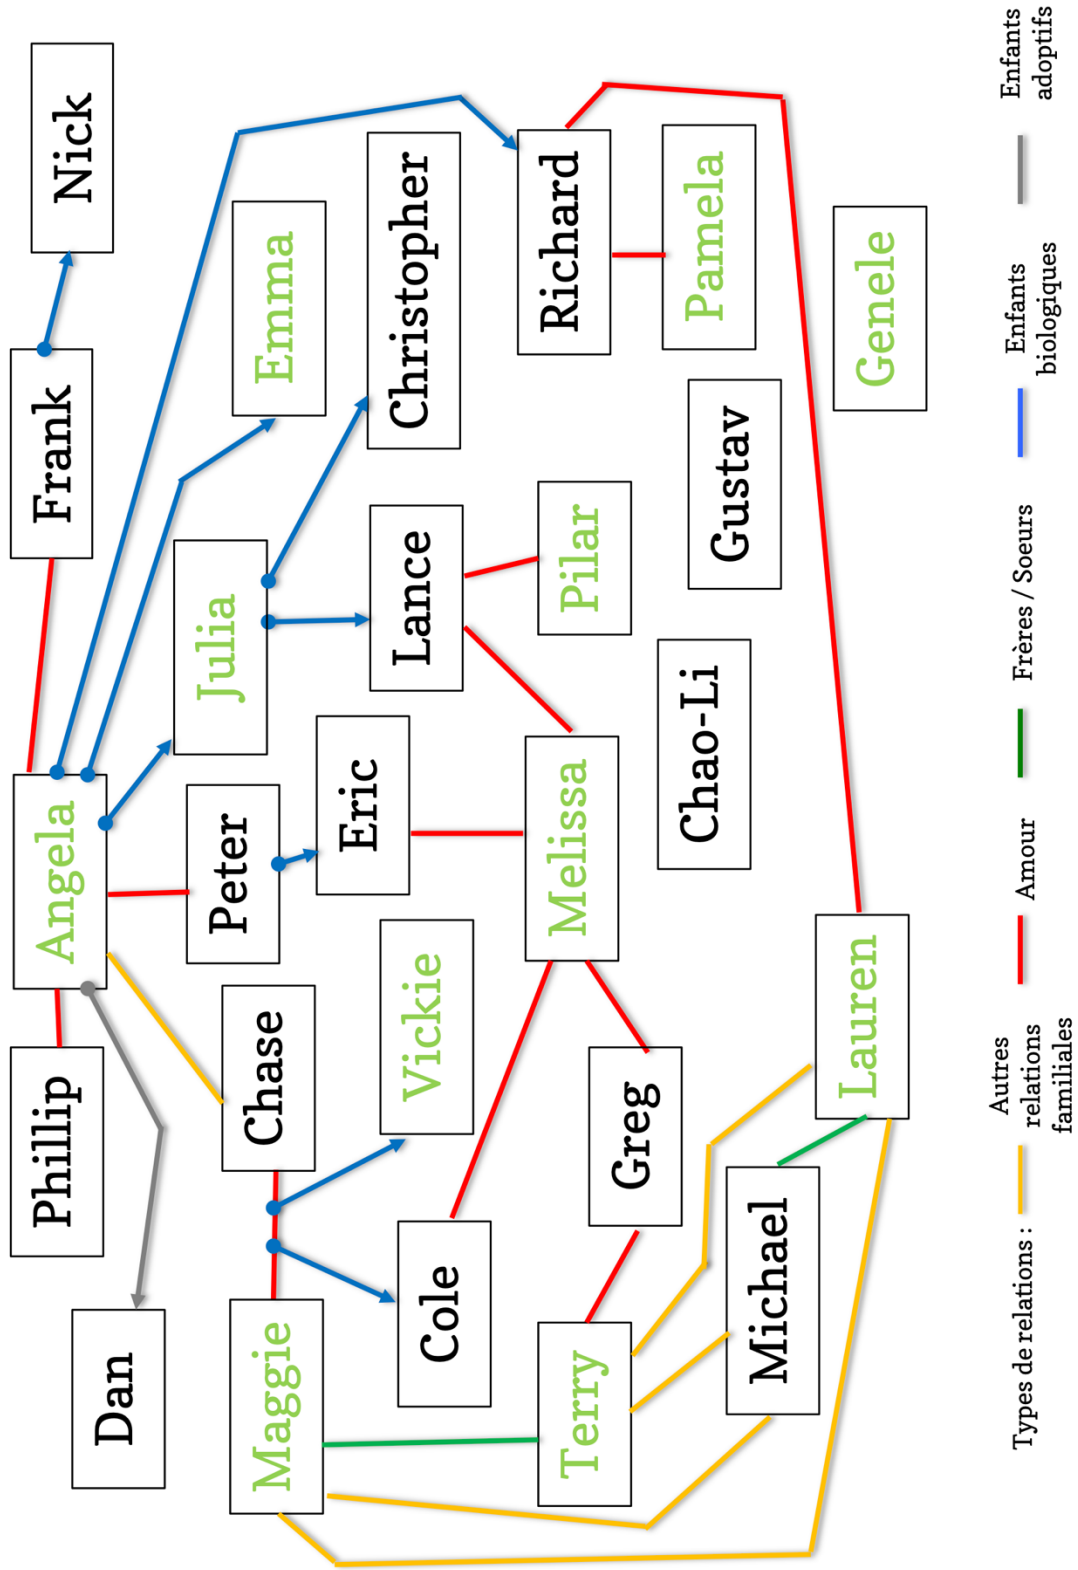 Phillip
Angela
Frank
Nick
Dan
Peter
Julia
Maggie
Chase
Emma
Eric
Cole
Vickie
Lance
Christopher
Terry
Melissa
Pilar
Richard
Greg
Chao-Li
Gustav
Pamela
Michael
Lauren
Genele
Types de relations :
Autres
relations
familiales
Amour
Frères / Soeurs
Enfants
biologiques
Enfants
adoptifs